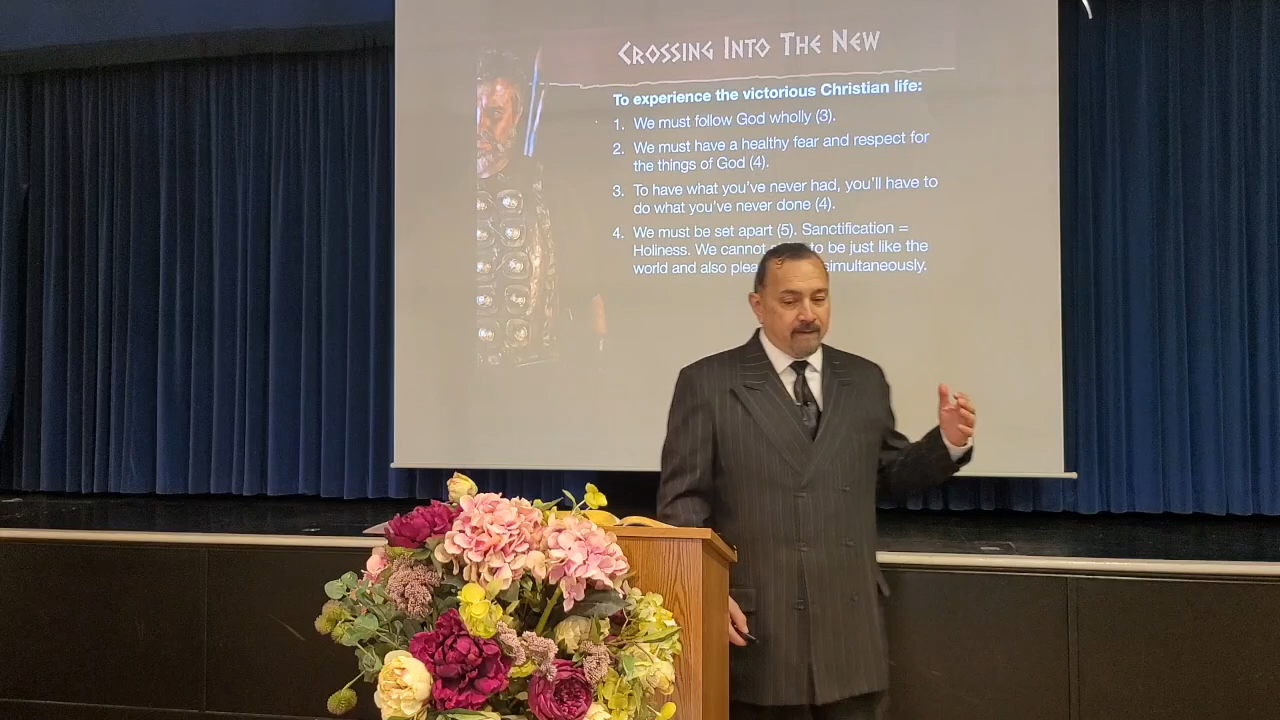 CROSSING INTO THE NEW
To experience the victorious Christian life:
1. We must follow God wholly (3).
2. We must have a healthy fear and respect for
the things of God (4).
3. To have what you've never had, you'll have to
do what you've never done (4).
4. We must be set apart (5). Sanctification =
Holiness. We cannot to be just like the
world and also simultaneously.